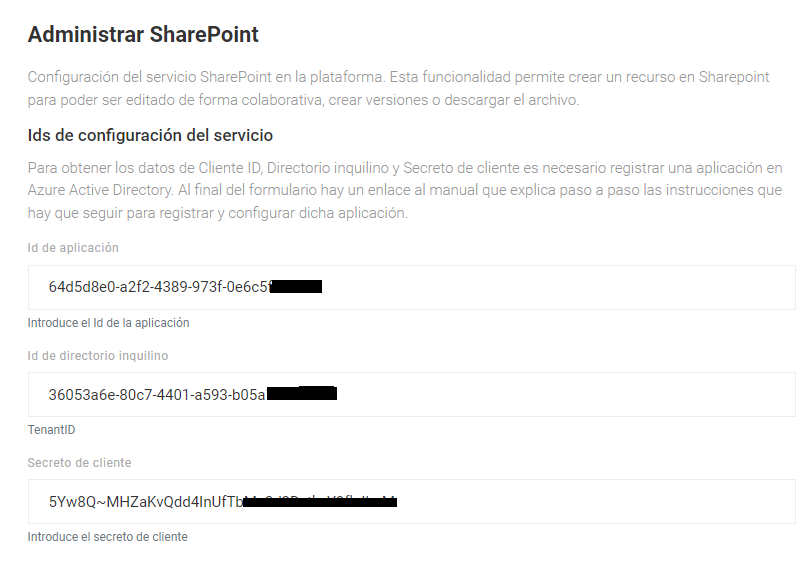 Administrar SharePoint
Configuración del servicio SharePoint en la plataforma. Esta funcionalidad permite crear un recurso en Sharepoint
para poder ser editado de forma colaborativa, crear versiones o descargar el archivo.
Ids de configuración del servicio
Para obtener los datos de Cliente ID, Directorio inquilino y Secreto de cliente es necesario registrar una aplicación en
Azure Active Directory. Al final del formulario hay un enlace al manual que explica paso a paso las instrucciones que
hay que seguir para registrar y configurar dicha aplicación.
Id de aplicación
64d5d8e0-a2f2-4389-973f-0e6c5
Introduce el Id de la aplicación
Id de directorio inquilino
36053a6e-80c7-4401-a593-b05a
TenantID
Secreto de cliente
5Yw8Q~MHZaKvQdd4InUfTb
Introduce el secreto de cliente